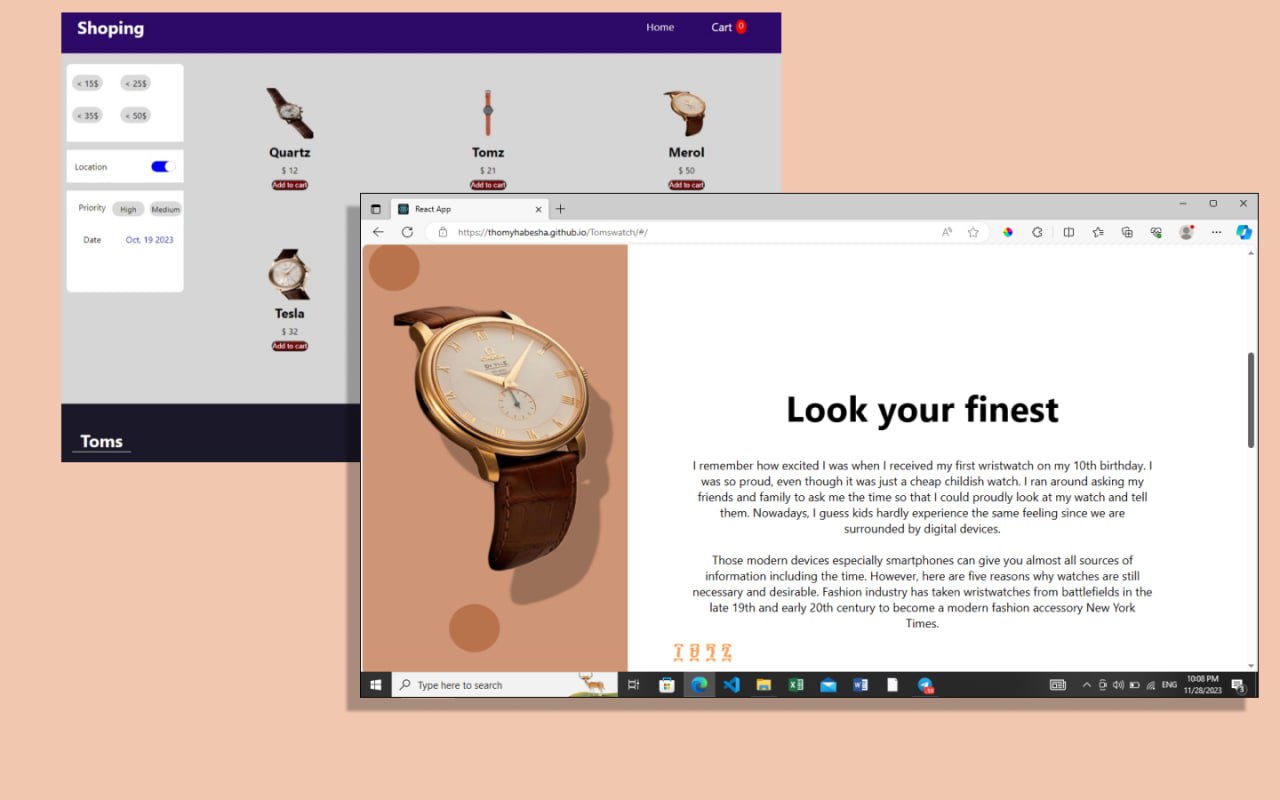 Shoping
Home
Cart 0
< 15$
< 25$
< 35$
< 50$
Location
Priority
High
Medium
Date
Oct, 19 2023
Quartz
$ 12
Add to cart
Tomz
$ 21
Add to cart
Merol
$ 50
Add to cart
Tesla
$ 32
Add to cart
Toms
React App
https://thomyhabesha.github.io/Tomswatch/#/
XII
OMEGA
DE VILLE
Look your finest
I remember how excited I was when I received my first wristwatch on my 10th birthday. I
was so proud, even though it was just a cheap childish watch. I ran around asking my
friends and family to ask me the time so that I could proudly look at my watch and tell
them. Nowadays, I guess kids hardly experience the same feeling since we are
surrounded by digital devices.
Those modern devices especially smartphones can give you almost all sources of
information including the time. However, here are five reasons why watches are still
necessary and desirable. Fashion industry has taken wristwatches from battlefields in the
late 19th and early 20th century to become a modern fashion accessory New York
Times.
Type here to search
ENG
10:08 PM
11/28/2023
3